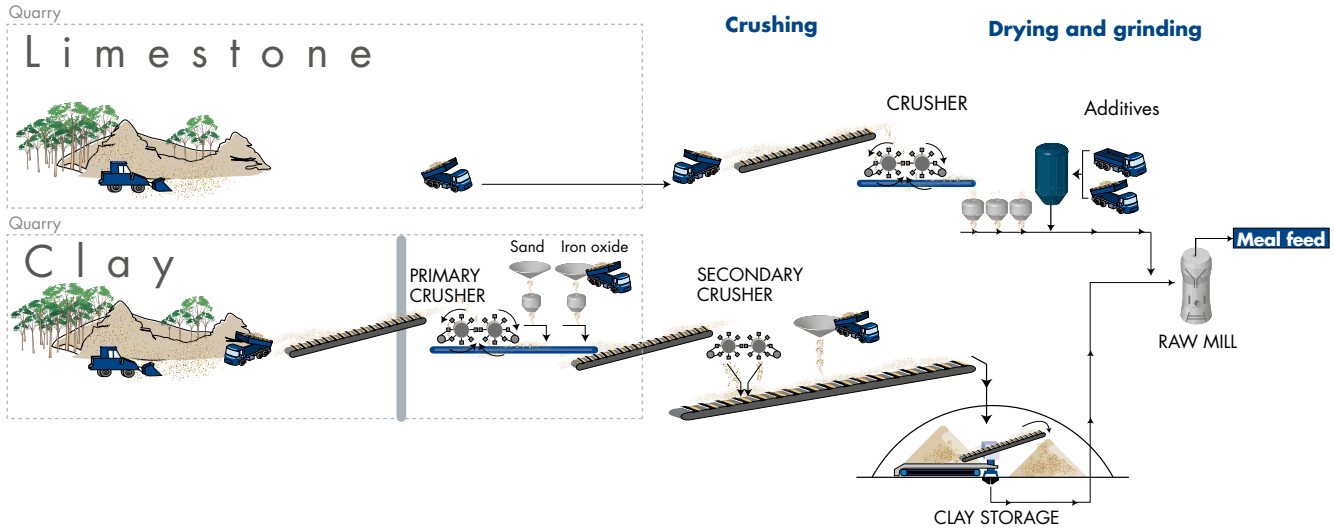 Quarry
Limestone
Crushing
Drying and grinding
CRUSHER
Additives
Quarry
Clay
Sand
Iron oxide
PRIMARY
CRUSHER
SECONDARY
CRUSHER
Meal feed
RAW MILL
CLAY STORAGE